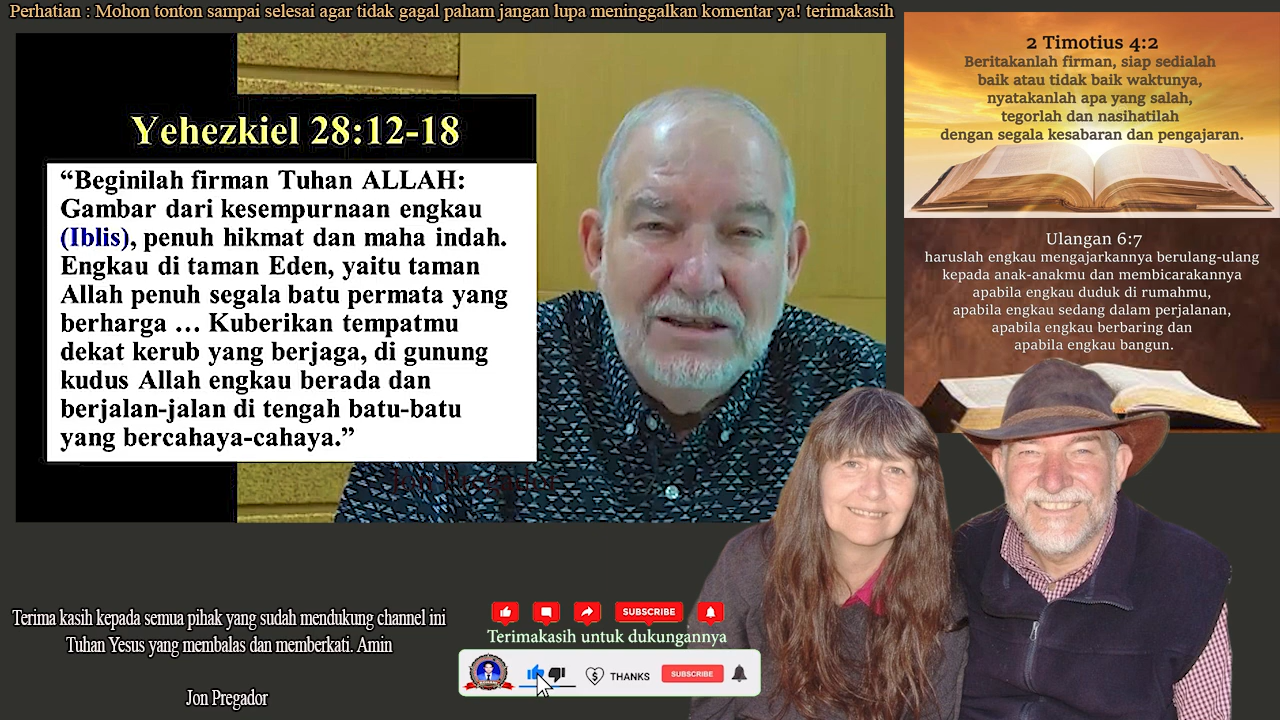 Perhatian : Mohon tonton sampai selesai agar tidak gagal paham jangan lupa meninggalkan komentar ya! terimakasih
Yehezkiel 28:12-18
“Beginilah firman Tuhan ALLAH:
Gambar dari kesempurnaan engkau
(Iblis), penuh hikmat dan maha indah.
Engkau di taman Eden, yaitu taman
Allah penuh segala batu permata yang
berharga … Kuberikan tempatmu
dekat kerub yang berjaga, di gunung
kudus Allah engkau berada dan
berjalan-jalan di tengah batu-batu
yang bercahaya-cahaya.”
Jon Pregador
2 Timotius 4:2
Beritakanlah firman, siap sedialah
baik atau tidak baik waktunya,
nyatakanlah apa yang salah,
tegorlah dan nasihatilah
dengan segala kesabaran dan pengajaran.
Ulangan 6:7
haruslah engkau mengajarkannya berulang-ulang
kepada anak-anakmu dan membicarakannya
apabila engkau duduk di rumahmu,
apabila engkau sedang dalam perjalanan,
apabila engkau berbaring dan
apabila engkau bangun.
Terima kasih kepada semua pihak yang sudah mendukung channel ini
Tuhan Yesus yang membalas dan memberkati. Amin
Jon Pregador
SUBSCRIBE
Terimakasih untuk dukungannya
THANKS
SUBSCRIBE